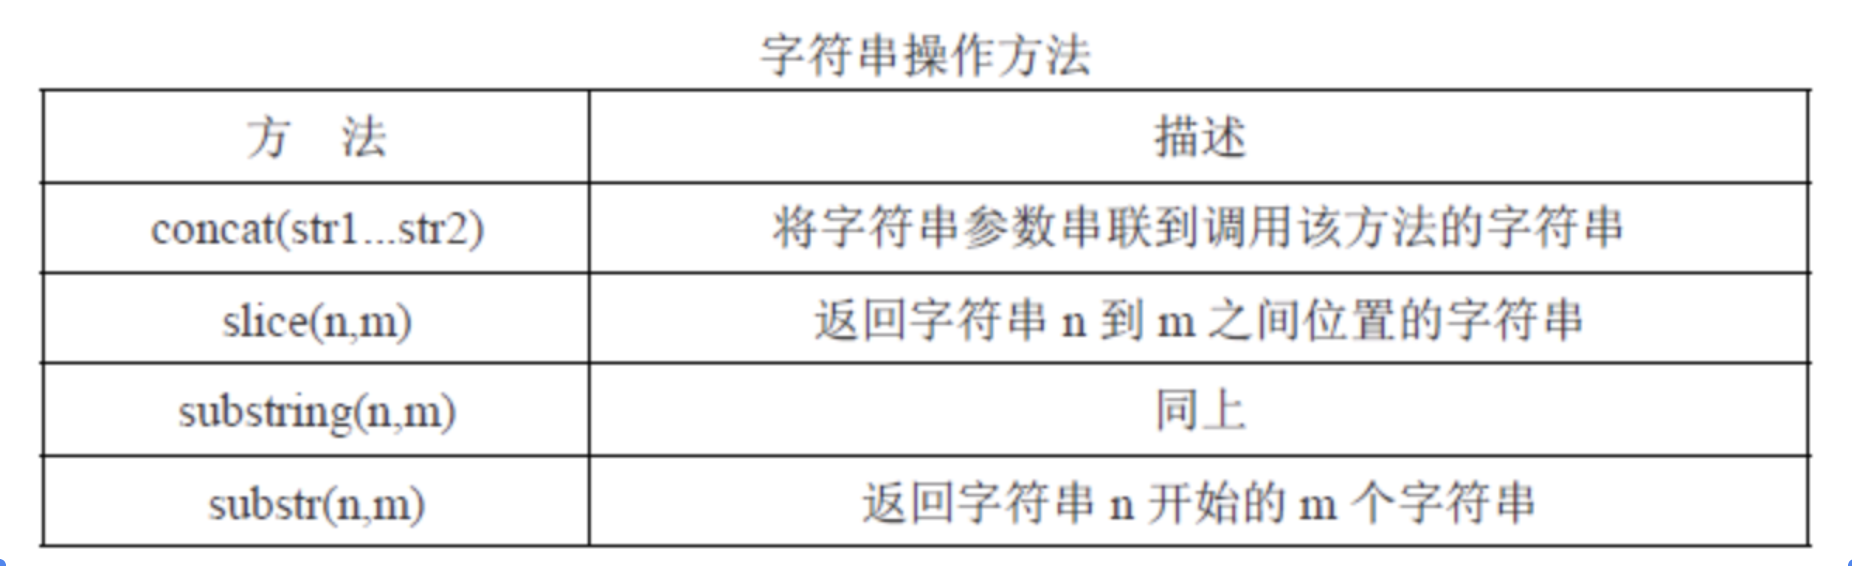 字符串操作方法
方 法 描述
concat(str1...str2) 将字符串参数串联到调用该方法的字符串
slice(n,m) 返回字符串 n 到 m 之间位置的字符串
substring(n,m) 同上
substr(n,m) 返回字符串 n 开始的 m 个字符串